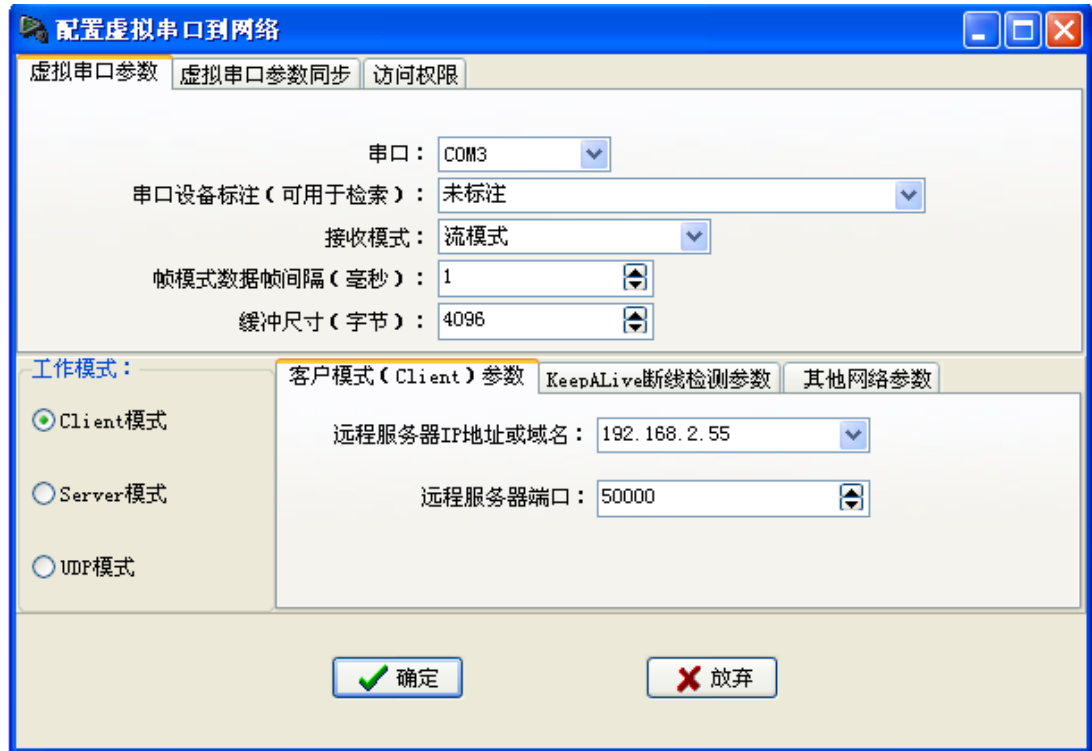 配置虚拟串口到网络
虚拟串口参数 虚拟串口参数同步 访问权限
串口： COM3
串口设备标注（可用于检索）： 未标注
接收模式： 流模式
帧模式数据帧间隔（毫秒）： 1
缓冲尺寸（字节）： 4096
工作模式：
Client模式
Server模式
UDP模式
客户模式（Client）参数 KeepALive断线检测参数 其他网络参数
远程服务器IP地址或域名： 192.168.2.55
远程服务器端口： 50000
确定 放弃